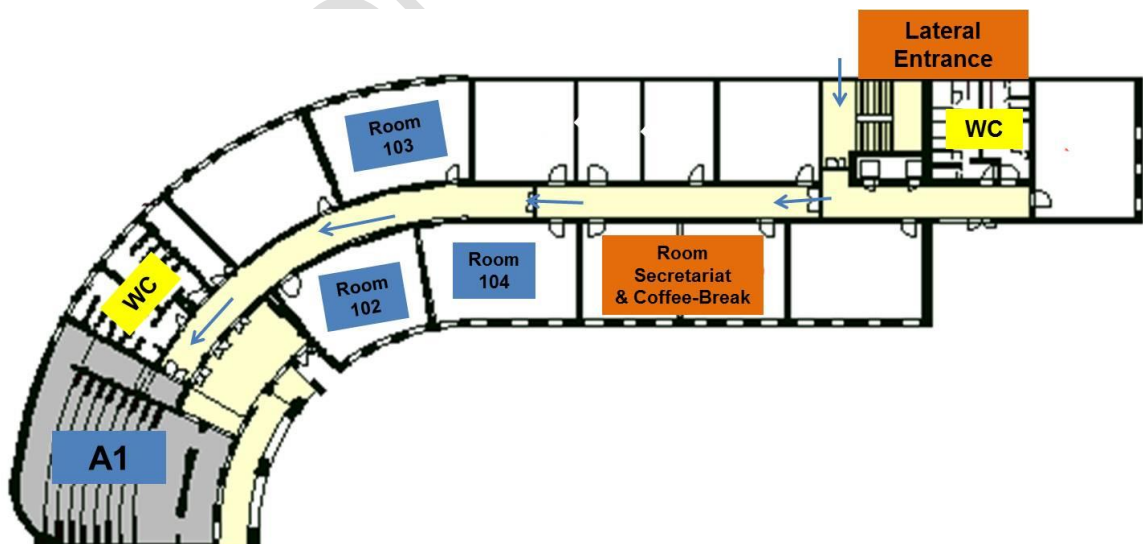 Lateral
Entrance
Room
103
WC
Room
Secretariat
& Coffee-Break
Room
104
Room
102
WC
A1